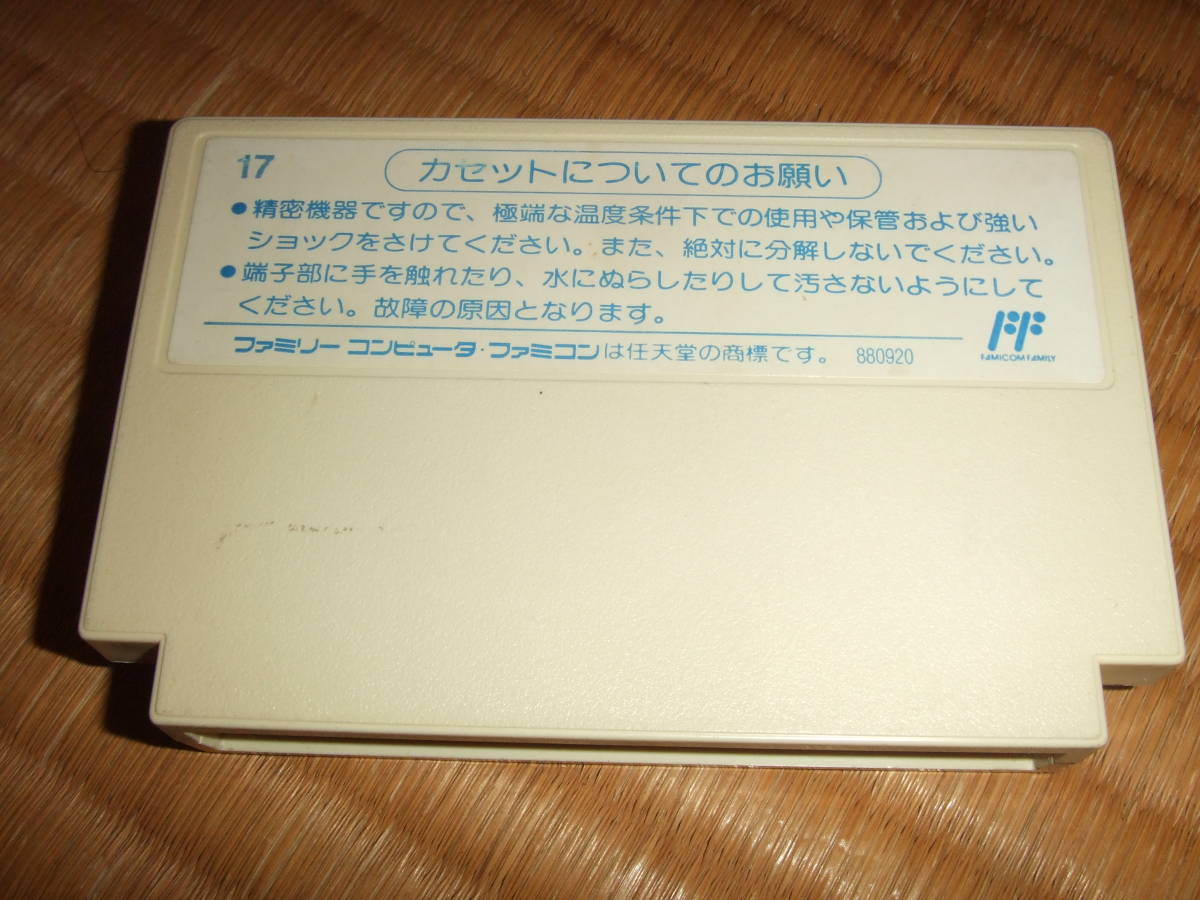 17
カセットについてのお願い
●精密機器ですので、極端な温度条件下での使用や保管および強い
ショックをさけてください。また、絶対に分解しないでください。
●端子部に手を触れたり、水にぬらしたりして汚さないようにして
ください。故障の原因となります。
ファミリー コンピュータ・ファミコンは任天堂の商標です。 880920
FF
FAMICOM FAMILY